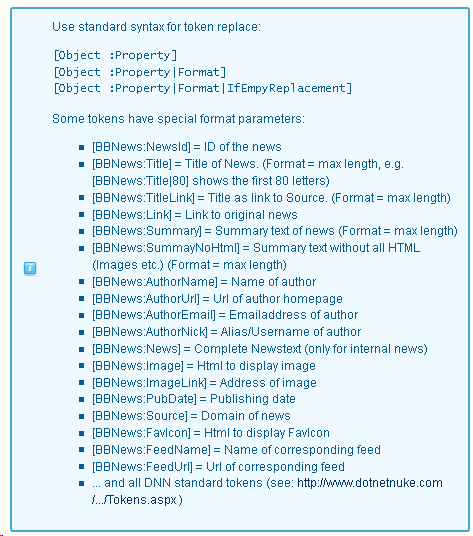 Use standard syntax for token replace:
[Object :Property]
[Object :Property|Format]
[Object :Property|Format|IfEmpyReplacement]
Some tokens have special format parameters:
[BBNews:NewsId] = ID of the news
[BBNews:Title] = Title of News. (Format = max length, e.g.
[BBNews:Title|80] shows the first 80 letters)
[BBNews:TitleLink] = Title as link to Source. (Format = max length)
[BBNews:Link] = Link to original news
[BBNews:Summary] = Summary text of news (Format = max length)
[BBNews:SummayNoHtml] = Summary text without all HTML
(Images etc.) (Format = max length)
[BBNews:AuthorName] = Name of author
[BBNews:AuthorUrl] = Url of author homepage
[BBNews:AuthorEmail] = Emailaddress of author
[BBNews:AuthorNick] = Alias/Username of author
[BBNews:News] = Complete Newstext (only for internal news)
[BBNews:Image] = Html to display image
[BBNews:ImageLink] = Address of image
[BBNews:PubDate] = Publishing date
[BBNews:Source] = Domain of news
[BBNews:FavIcon] = Html to display FavIcon
[BBNews:FeedName] = Name of corresponding feed
[BBNews:FeedUrl] = Url of corresponding feed
... and all DNN standard tokens (see: http://www.dotnetnuke.com
/.../Tokens.aspx )